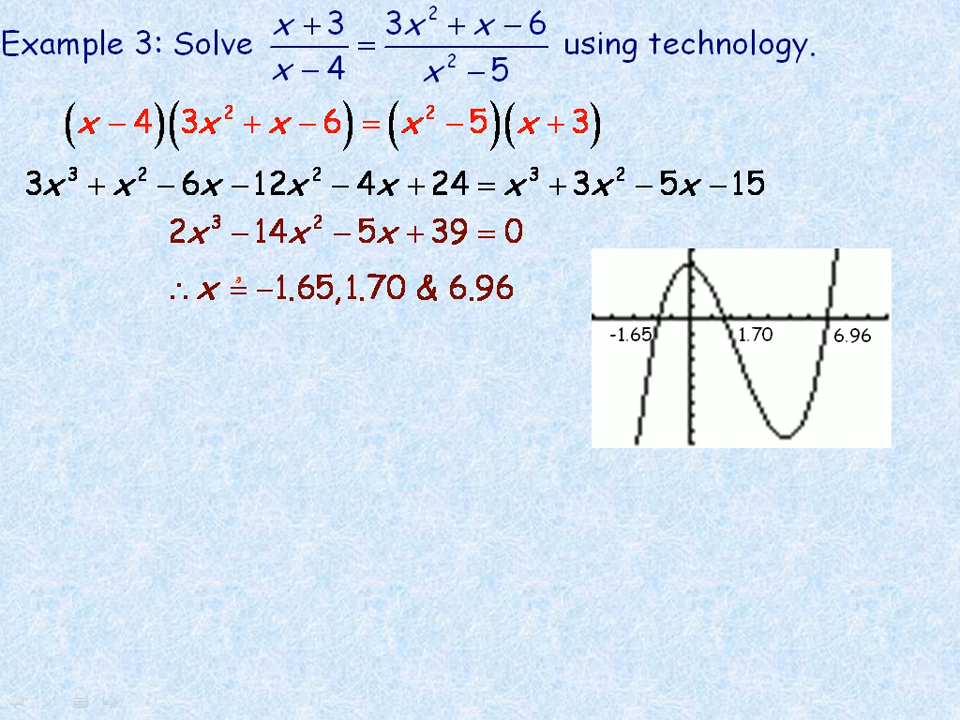 Example 3: Solve (x + 3)/(x − 4) = (3x² + x − 6)/(x² − 5) using technology.
(x − 4)(3x² + x − 6) = (x² − 5)(x + 3)
3x³ + x² − 6x − 12x² − 4x + 24 = x³ + 3x² − 5x − 15
2x³ − 14x² − 5x + 39 = 0
∴ x ≐ −1.65, 1.70 & 6.96
-1.65 1.70 6.96